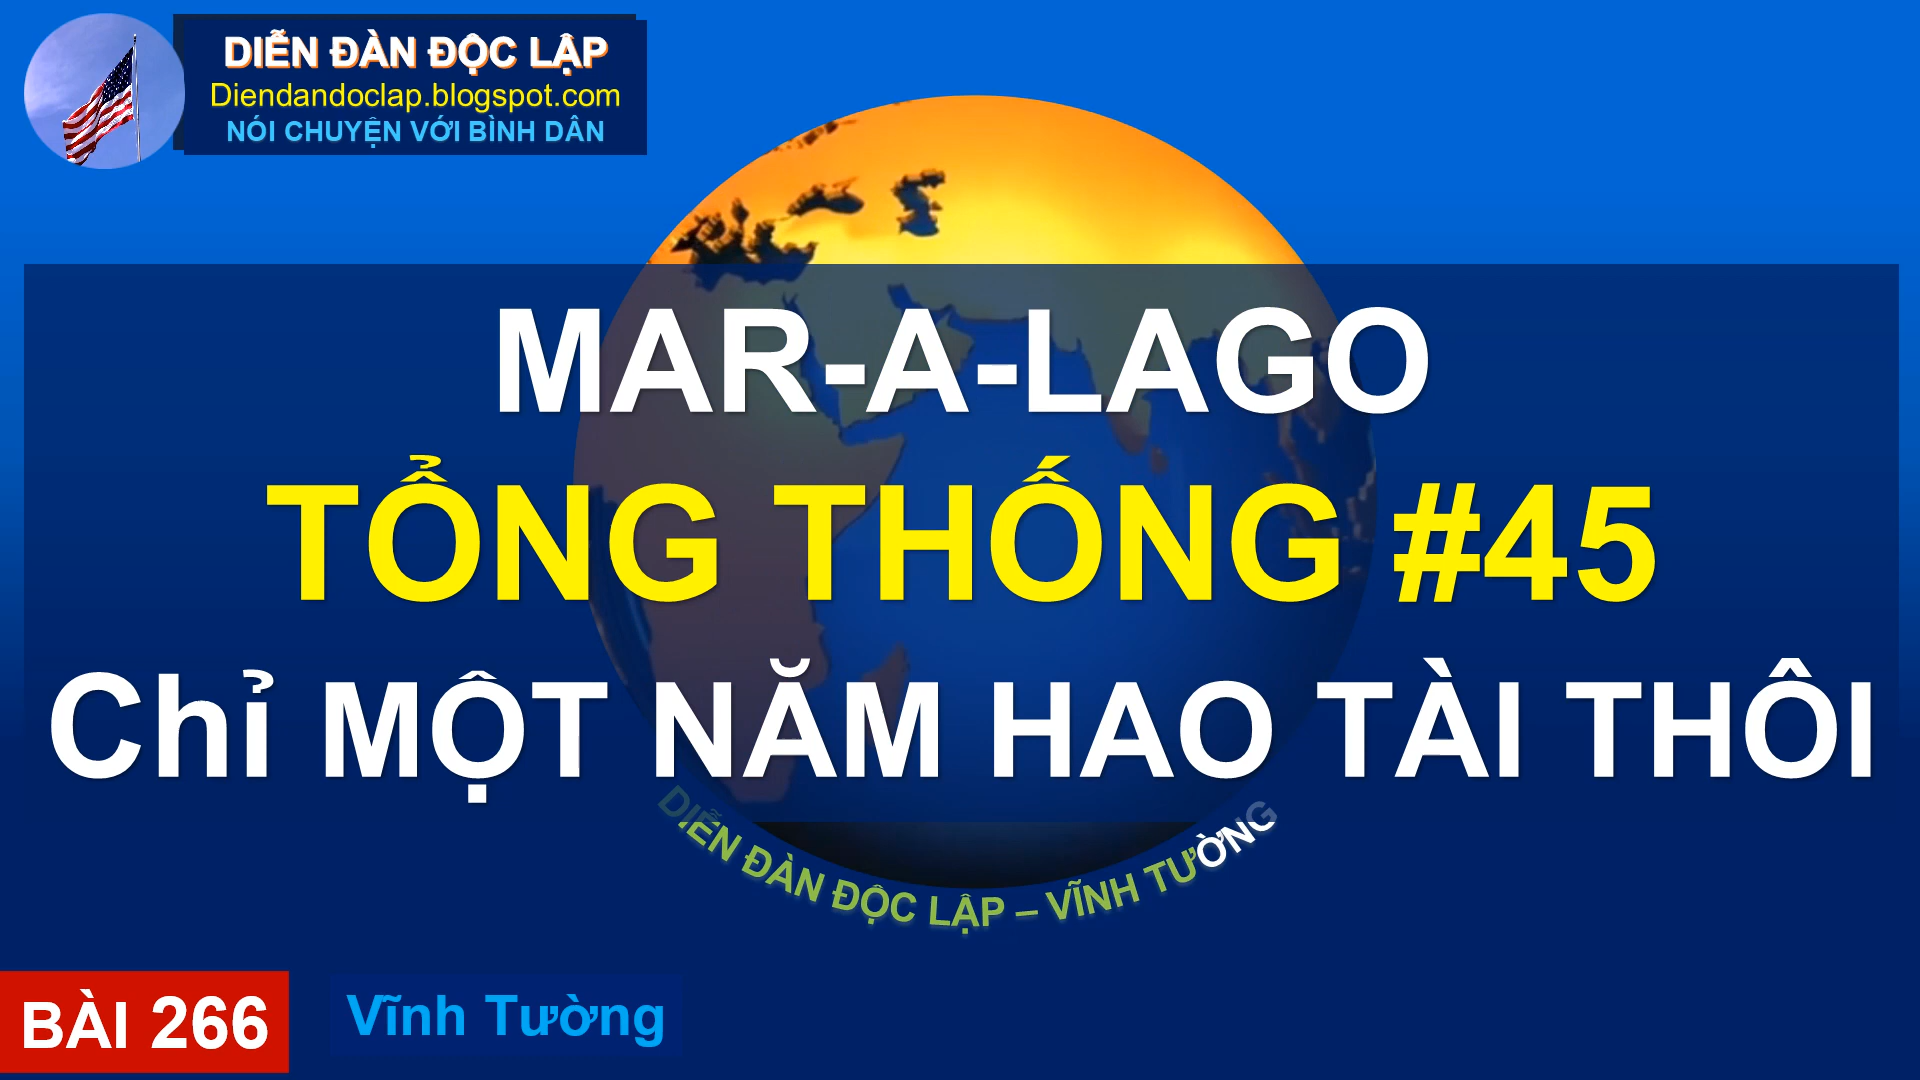 DIỄN ĐÀN ĐỘC LẬP
Diendandoclap.blogspot.com
NÓI CHUYỆN VỚI BÌNH DÂN
MAR-A-LAGO
TỔNG THỐNG #45
Chỉ MỘT NĂM HAO TÀI THÔI
DIỄN ĐÀN ĐỘC LẬP – VĨNH TƯỜNG
BÀI 266
Vĩnh Tường